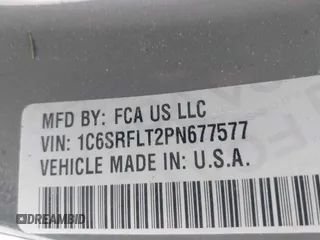 MFD BY: FCA US LLC
VIN: 1C6SRFLT2PN677577
VEHICLE MADE IN: U.S.A.
DREAMBID